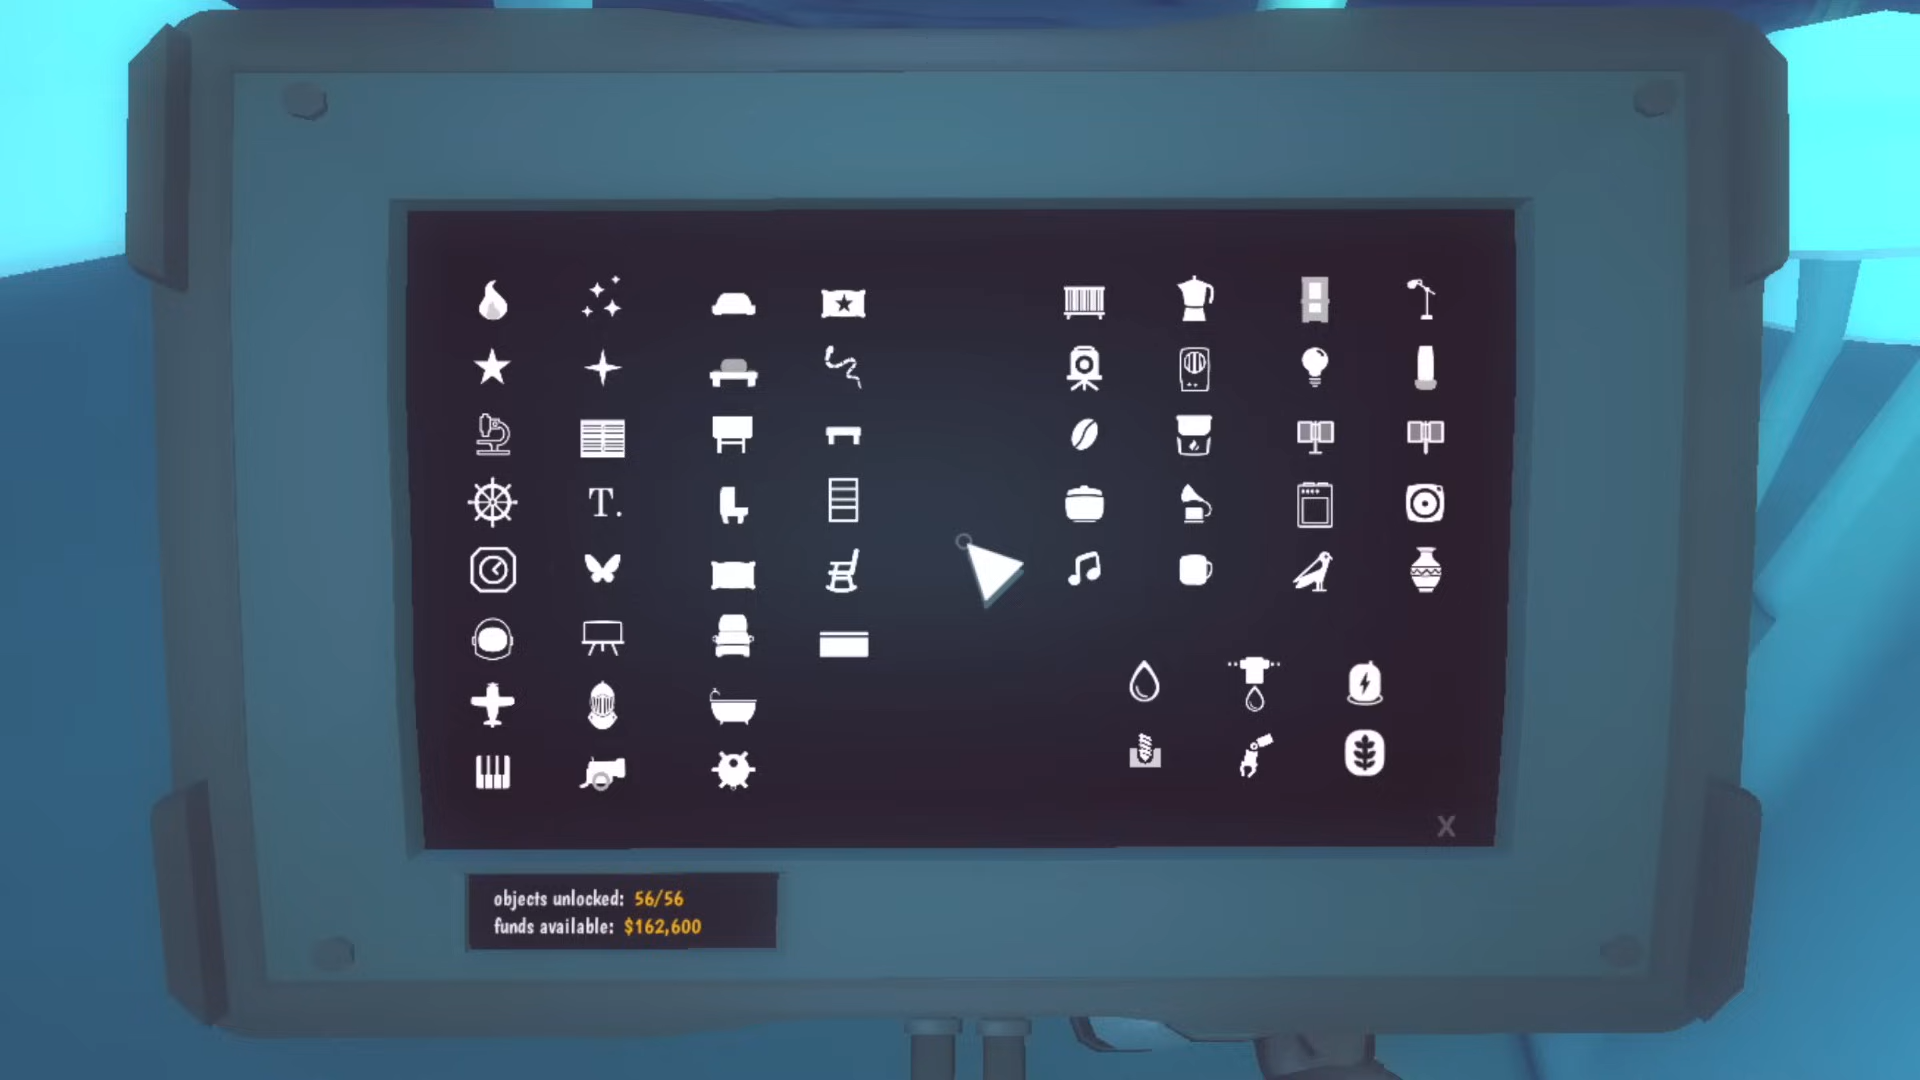 T.
X
objects unlocked: 56/56
funds available: $162,600